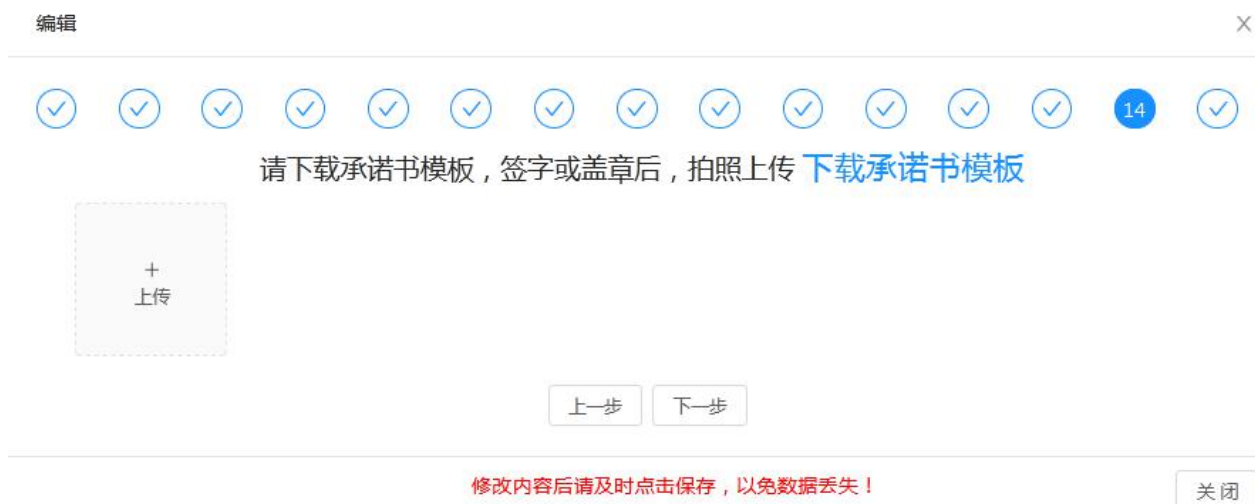 编辑
14
请下载承诺书模板，签字或盖章后，拍照上传 下载承诺书模板
+
上传
上一步 下一步
修改内容后请及时点击保存，以免数据丢失！
关闭